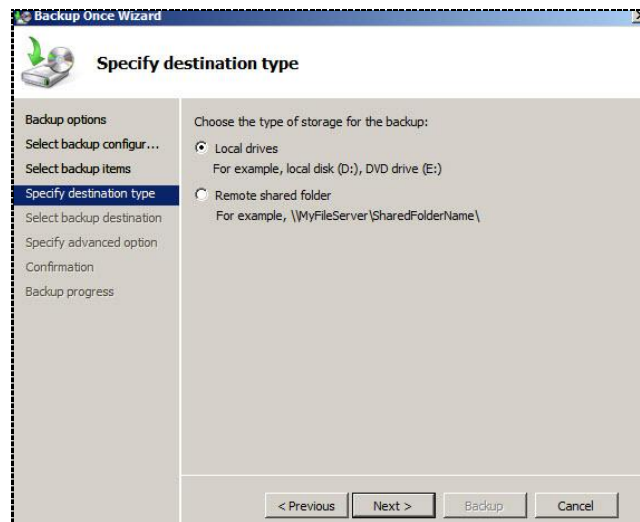 Backup Once Wizard
Specify destination type
Backup options
Select backup configur...
Select backup items
Specify destination type
Select backup destination
Specify advanced option
Confirmation
Backup progress
Choose the type of storage for the backup:
Local drives
For example, local disk (D:), DVD drive (E:)
Remote shared folder
For example, \\MyFileServer\SharedFolderName\
< Previous
Next >
Backup
Cancel